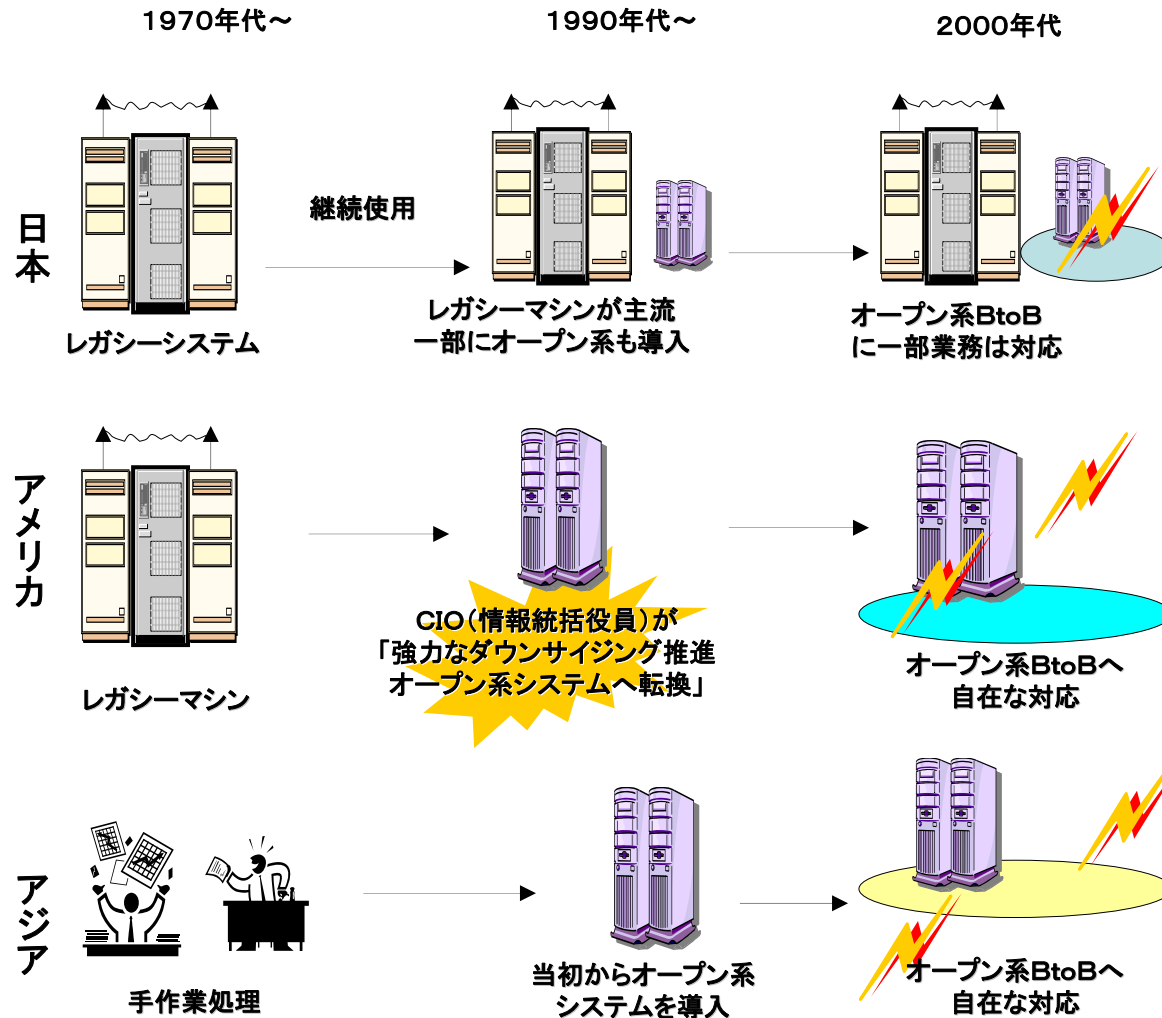 １９７０年代～
１９９０年代～
２０００年代
日本
継続使用
レガシーシステム
レガシーマシンが主流
一部にオープン系も導入
オープン系ＢtoＢ
に一部業務は対応
アメリカ
レガシーマシン
ＣＩＯ（情報統括役員）が
「強力なダウンサイジング推進
オープン系システムへ転換」
オープン系ＢtoＢへ
自在な対応
アジア
手作業処理
当初からオープン系
システムを導入
オープン系ＢtoＢへ
自在な対応